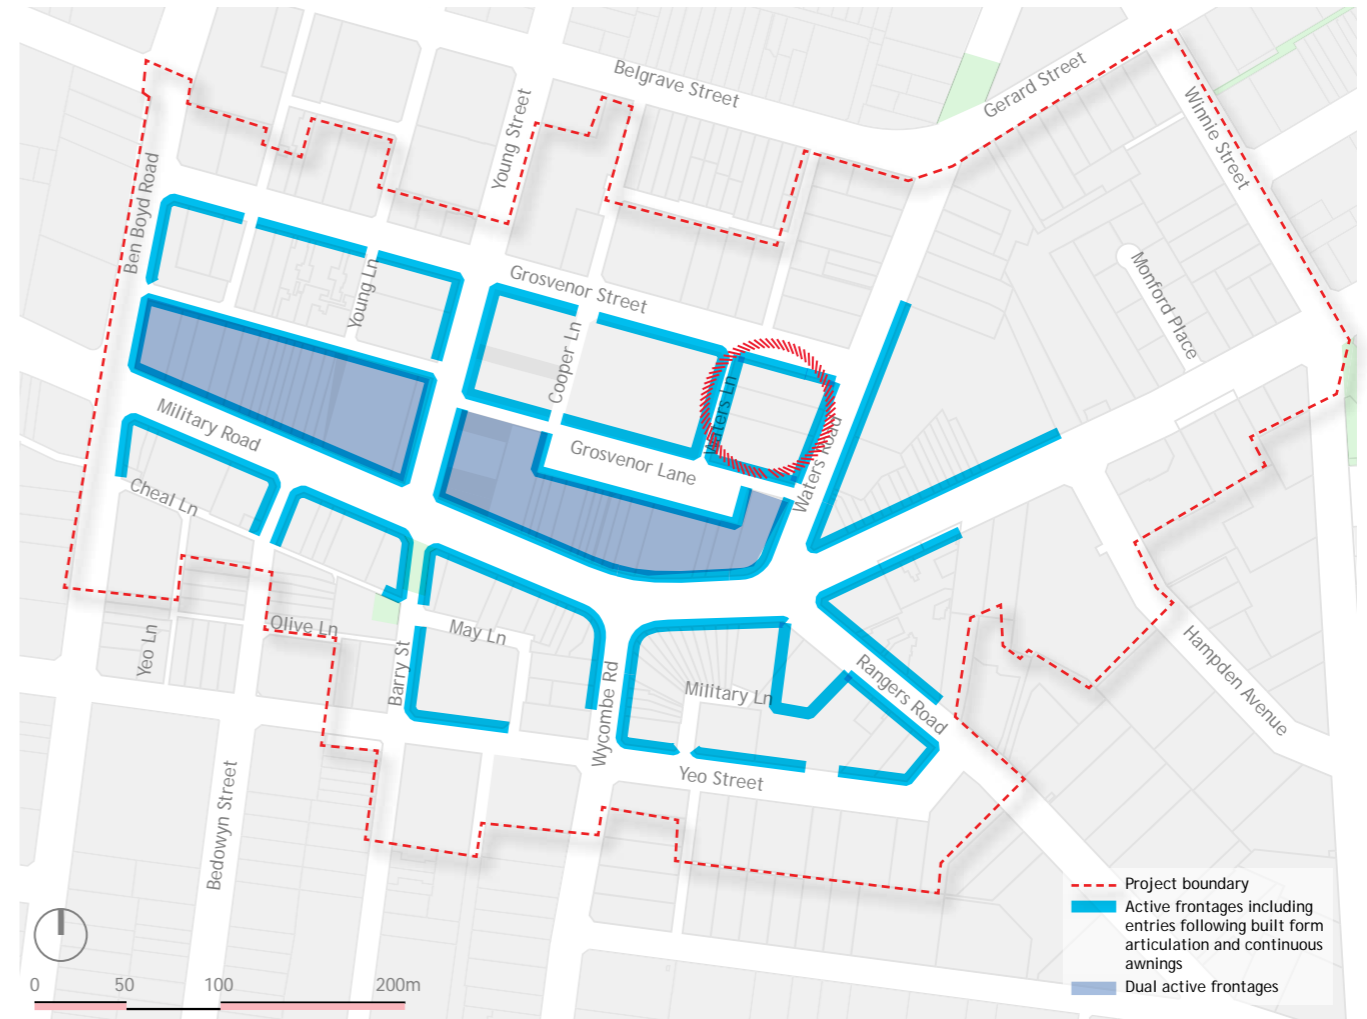 Belgrave Street
Gerard Street
Winnie Street
Young Street
Ben Boyd Road
Monford Place
Young Ln
Grosvenor Street
Cooper Ln
Waters Ln
Waters Road
Military Road
Grosvenor Lane
Cheal Ln
Olive Ln
May Ln
Yeo Ln
Barry St
Wycombe Rd
Military Ln
Rangers Road
Hampden Avenue
Yeo Street
Bedowyn Street
Project boundary
Active frontages including
entries following built form
articulation and continuous
awnings
Dual active frontages
0 50 100 200m